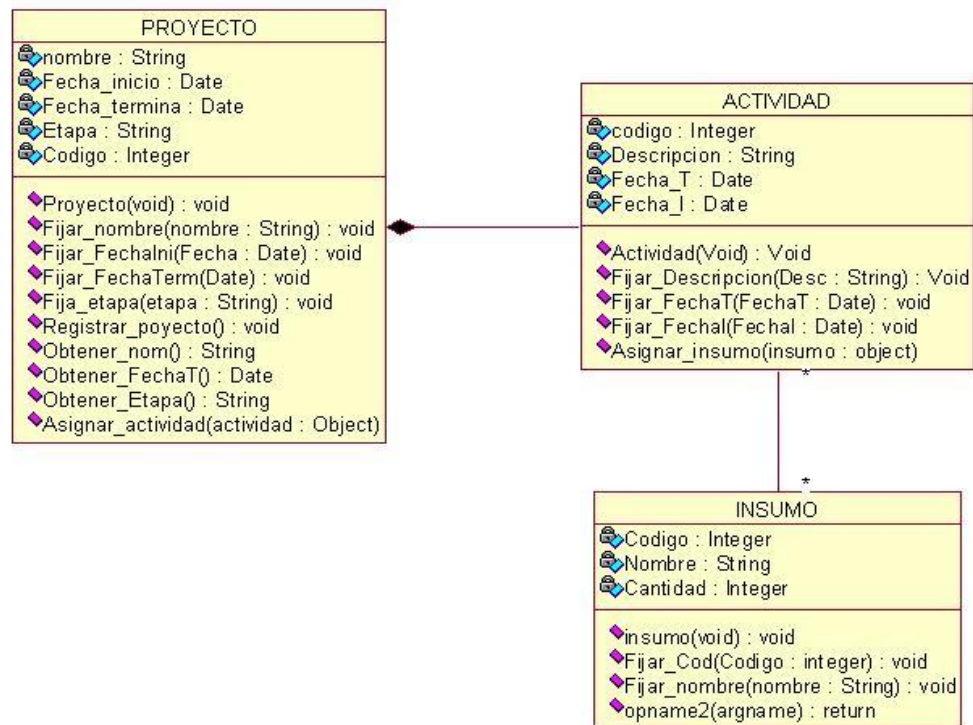 PROYECTO
nombre : String
Fecha_inicio : Date
Fecha_termina : Date
Etapa : String
Codigo : Integer
Proyecto(void) : void
Fijar_nombre(nombre : String) : void
Fijar_FechaIni(Fecha : Date) : void
Fijar_FechaTerm(Date) : void
Fija_etapa(etapa : String) : void
Registrar_poyecto() : void
Obtener_nom() : String
Obtener_FechaT() : Date
Obtener_Etapa() : String
Asignar_actividad(actividad : Object)
ACTIVIDAD
codigo : Integer
Descripcion : String
Fecha_T : Date
Fecha_I : Date
Actividad(Void) : Void
Fijar_Descripcion(Desc : String) : Void
Fijar_FechaT(FechaT : Date) : void
Fijar_FechaI(FechaI : Date) : void
Asignar_insumo(insumo : object)
*
*
INSUMO
Codigo : Integer
Nombre : String
Cantidad : Integer
insumo(void) : void
Fijar_Cod(Codigo : integer) : void
Fijar_nombre(nombre : String) : void
opname2(argname) : return